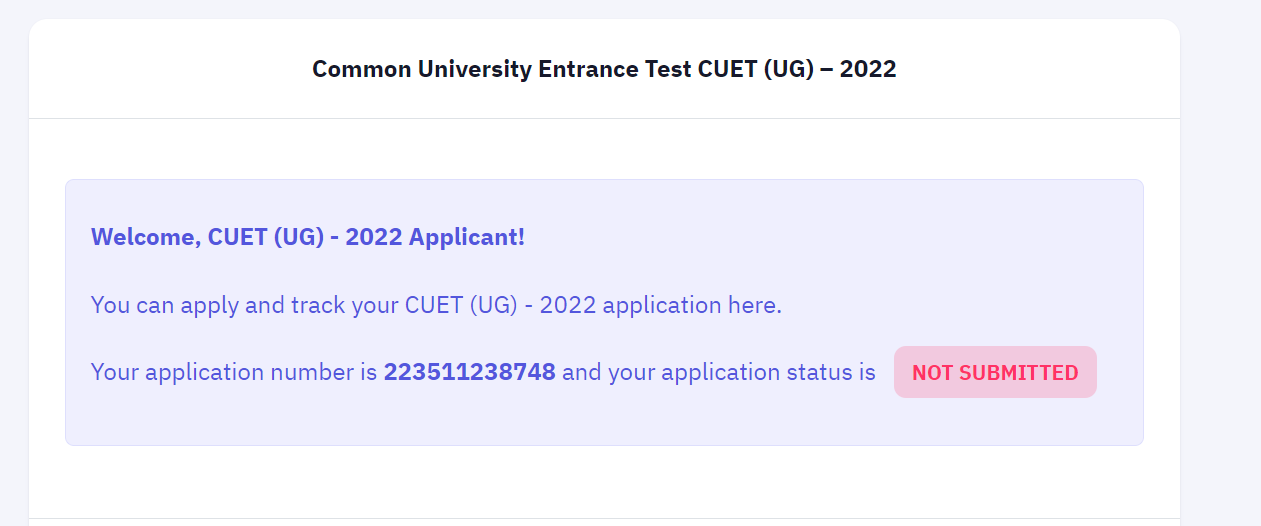 Common University Entrance Test CUET (UG) – 2022
Welcome, CUET (UG) - 2022 Applicant!
You can apply and track your CUET (UG) - 2022 application here.
Your application number is 223511238748 and your application status is NOT SUBMITTED